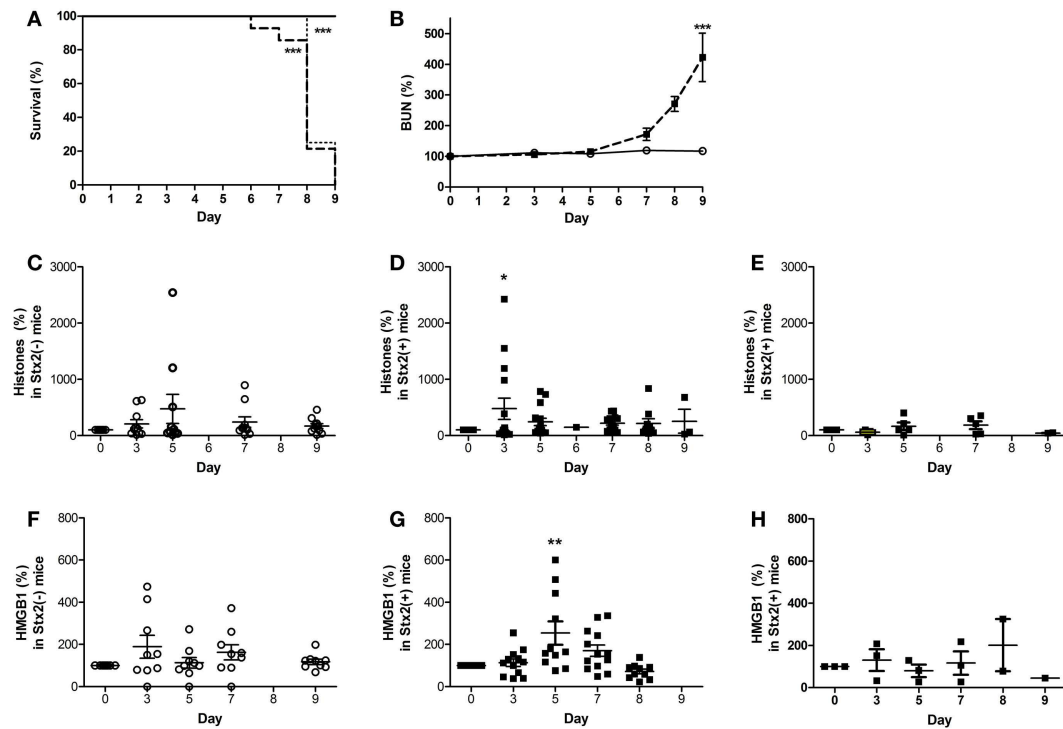 A
Survival (%)
100
80
60
40
20
0
***
***
0 1 2 3 4 5 6 7 8 9
Day
B
BUN (%)
500
400
300
200
100
0
***
0 1 2 3 4 5 6 7 8 9
Day
C
Histones (%)
in Stx2(-) mice
3000
2000
1000
0
0 3 5 6 7 8 9
Day
D
Histones (%)
in Stx2(+) mice
3000
2000
1000
0
*
0 3 5 6 7 8 9
Day
E
Histones (%)
in Stx2(+) mice
3000
2000
1000
0
0 3 5 6 7 8 9
Day
F
HMGB1 (%)
in Stx2(-) mice
800
600
400
200
0
0 3 5 7 8 9
Day
G
HMGB1 (%)
in Stx2(+) mice
800
600
400
200
0
**
0 3 5 7 8 9
Day
H
HMGB1 (%)
in Stx2(+) mice
800
600
400
200
0
0 3 5 7 8 9
Day